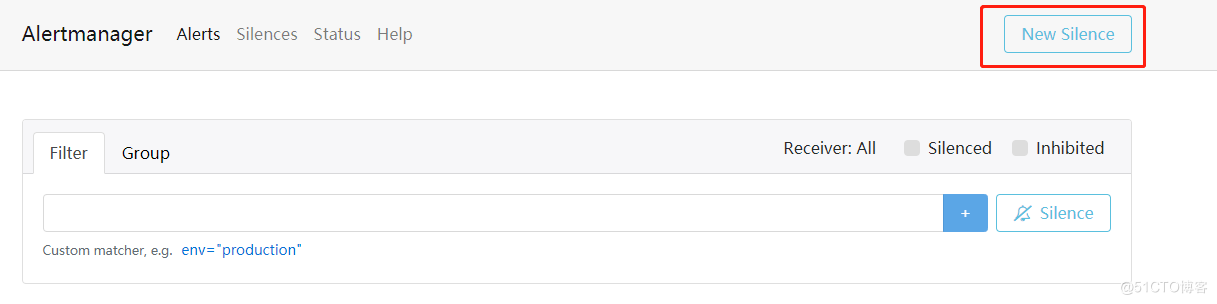 Alertmanager Alerts Silences Status Help New Silence
Filter Group Receiver: All Silenced Inhibited
+ Silence
Custom matcher, e.g. env="production"
@51CTO博客